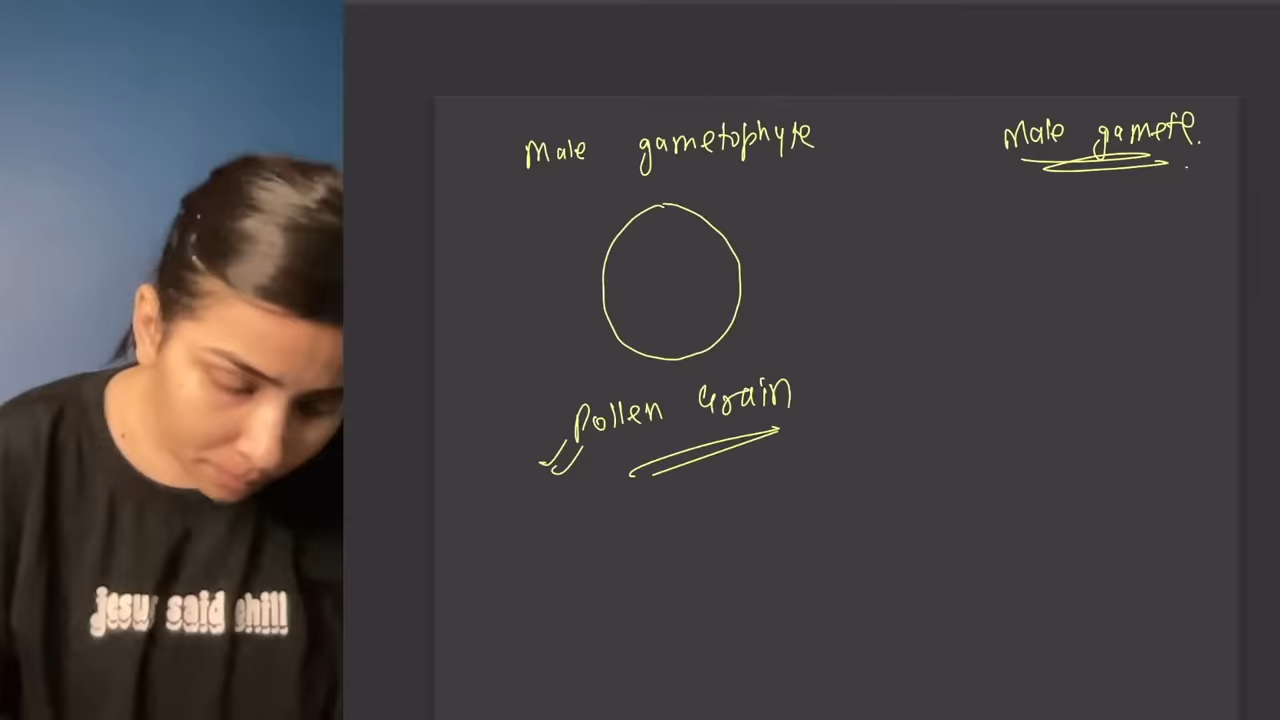 Male gametophyte
Male gamete.
Pollen Grain
jesus said chill